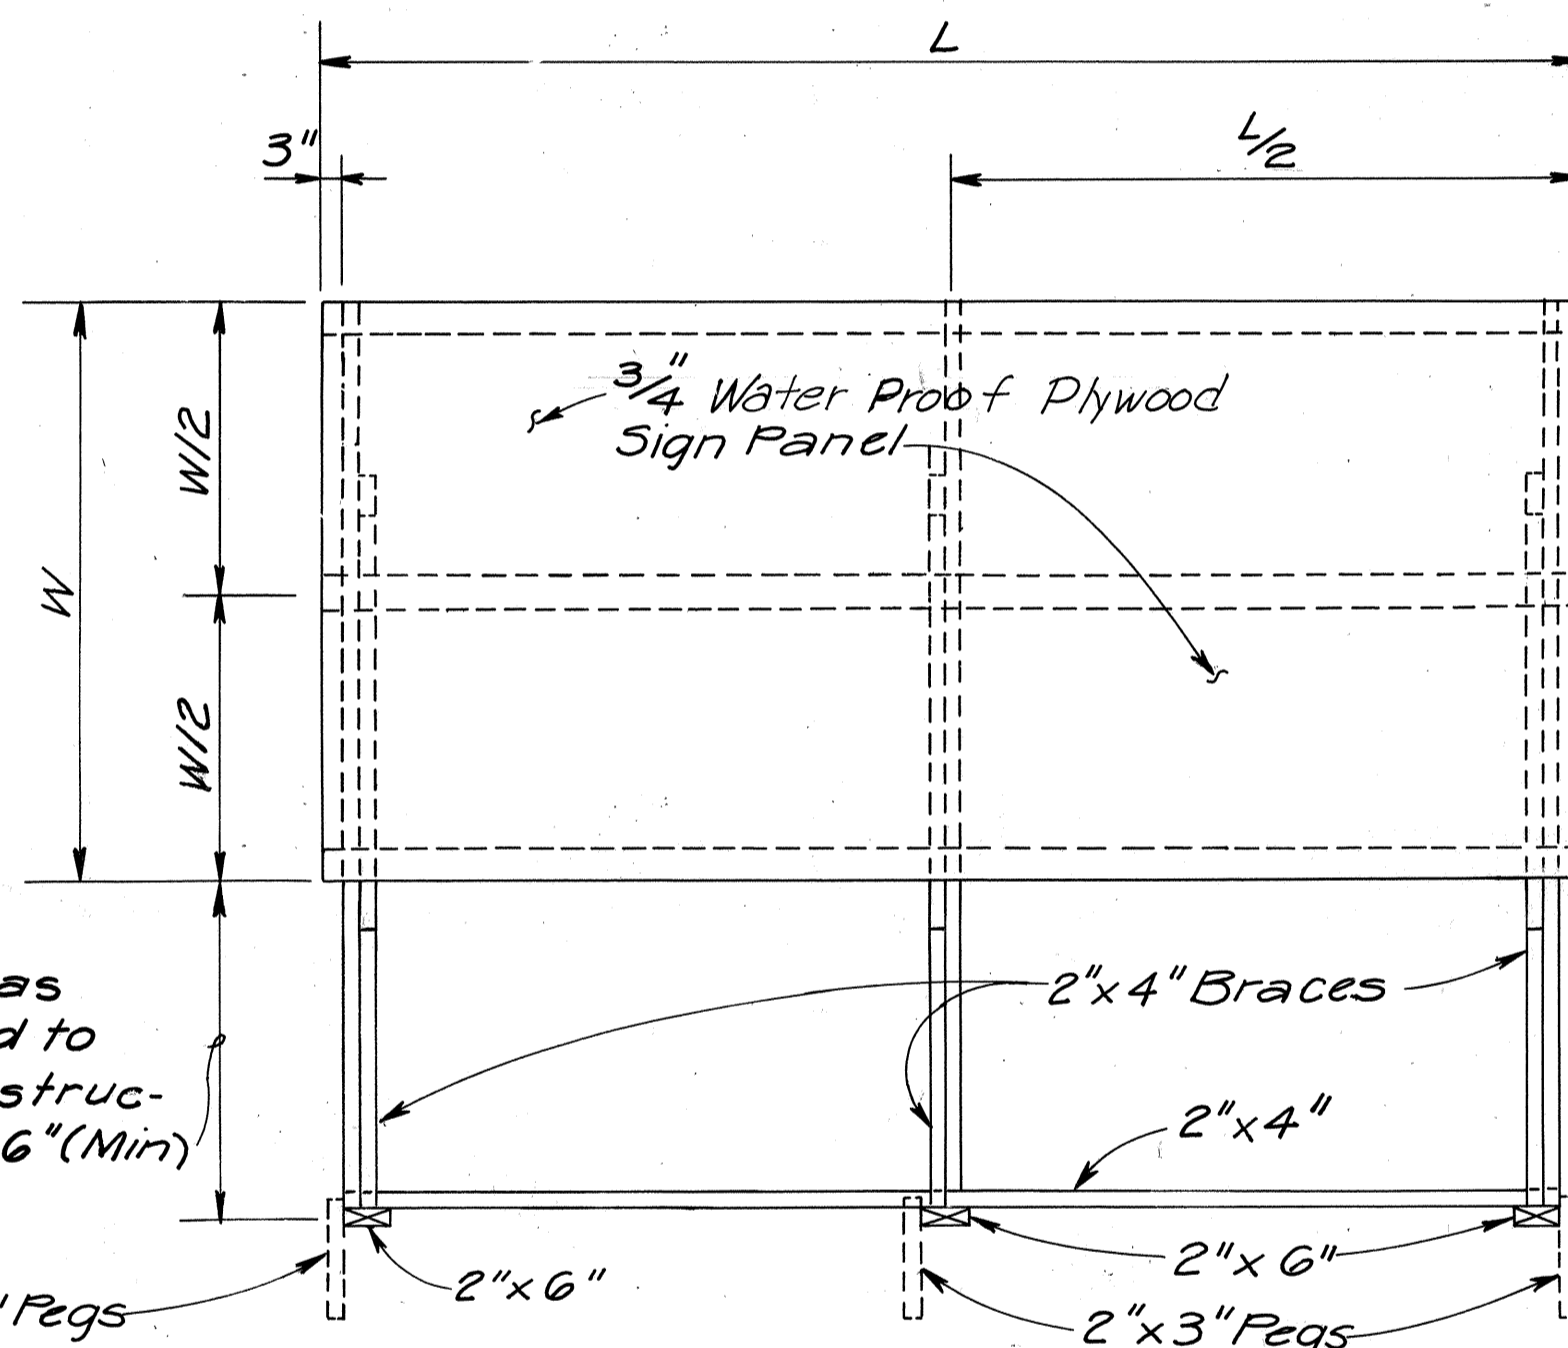 L
3"
L/2
3/4" Water Proof Plywood
Sign Panel
W/2
W
W/2
as
d to
struc-
6"(Min)
2"x4" Braces
2"x4"
2"x6"
2"x6"
" Pegs
2"x3" Pegs